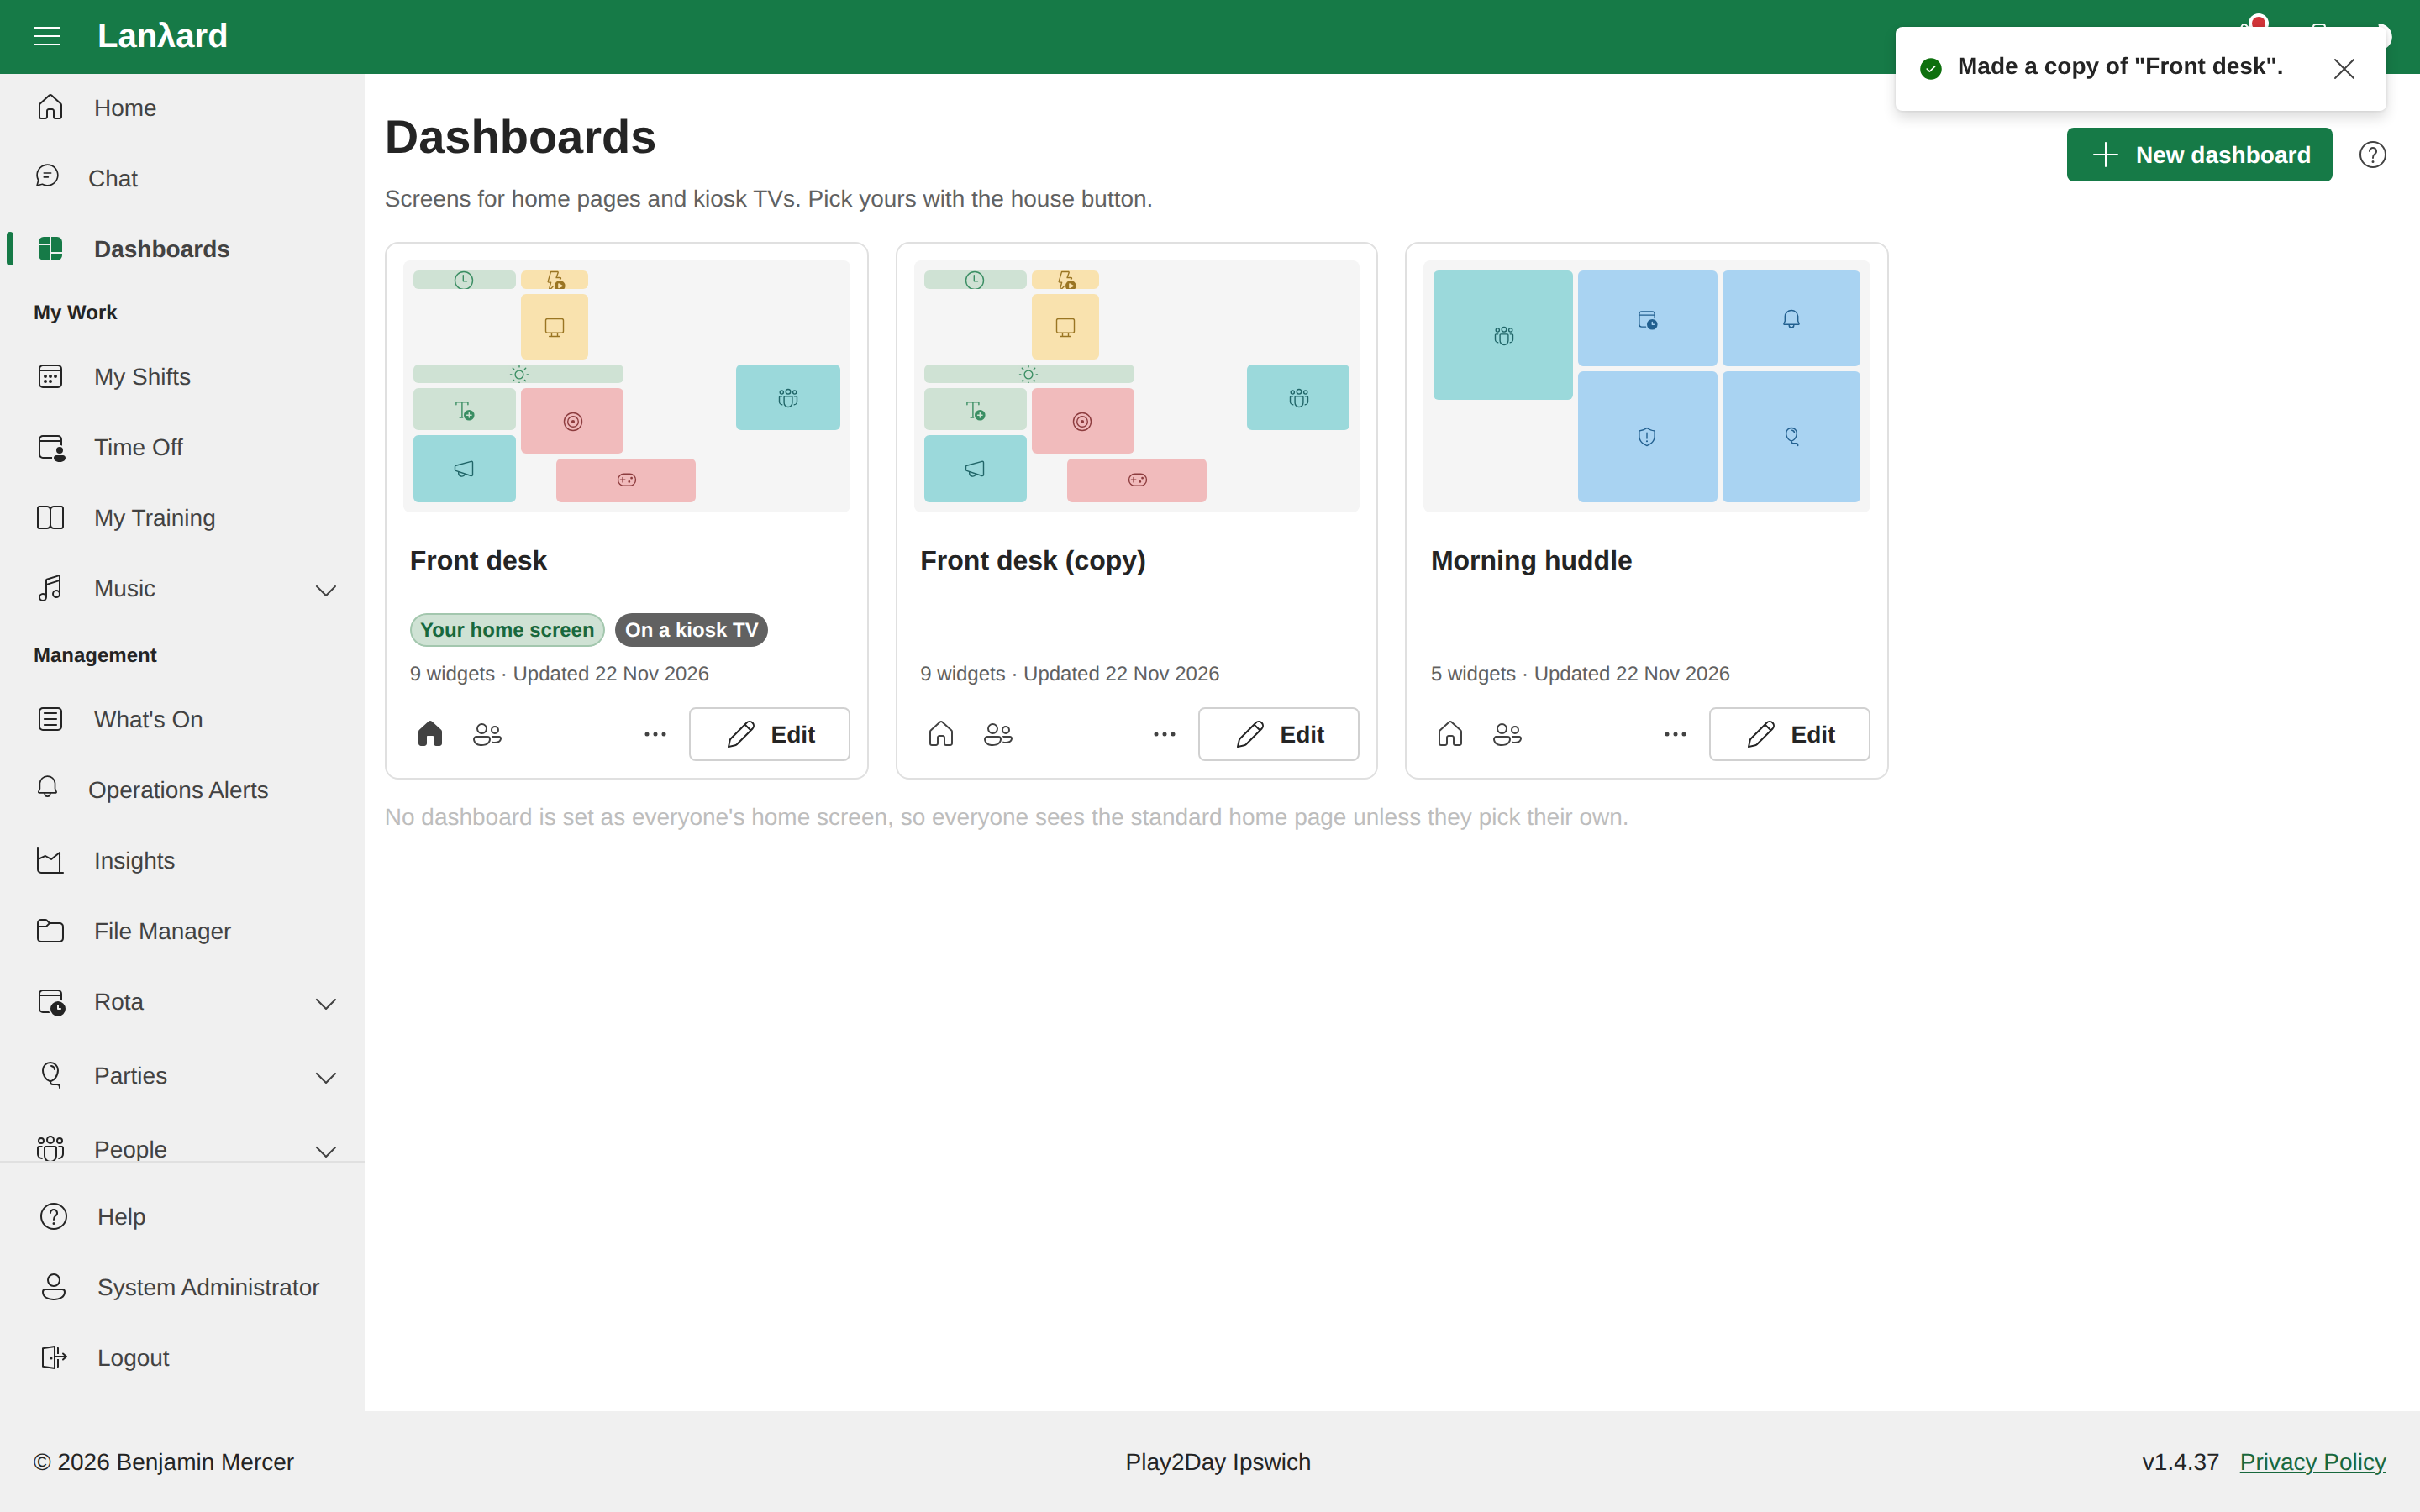 Lanλard
Made a copy of "Front desk".
Home
Chat
Dashboards
My Work
My Shifts
Time Off
My Training
Music
Management
What's On
Operations Alerts
Insights
File Manager
Rota
Parties
People
Help
System Administrator
Logout
Dashboards
Screens for home pages and kiosk TVs. Pick yours with the house button.
New dashboard
Front desk
Your home screen
On a kiosk TV
9 widgets · Updated 22 Nov 2026
Edit
Front desk (copy)
9 widgets · Updated 22 Nov 2026
Edit
Morning huddle
5 widgets · Updated 22 Nov 2026
Edit
No dashboard is set as everyone's home screen, so everyone sees the standard home page unless they pick their own.
© 2026 Benjamin Mercer
Play2Day Ipswich
v1.4.37 Privacy Policy